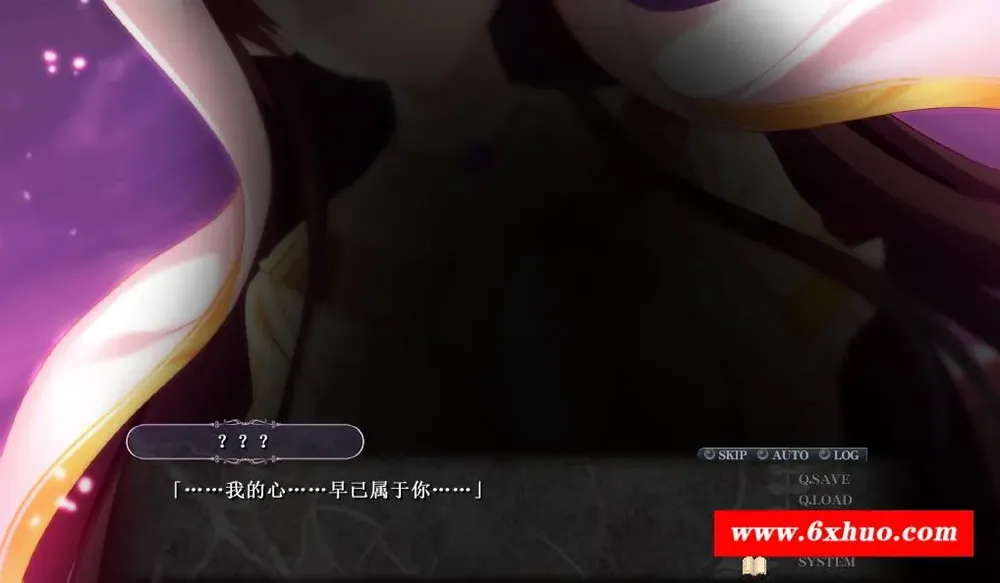 ？？？
「……我的心……早已属于你……」
SKIP AUTO LOG
Q.SAVE
Q.LOAD
www.6xhuo.com
SYSTEM